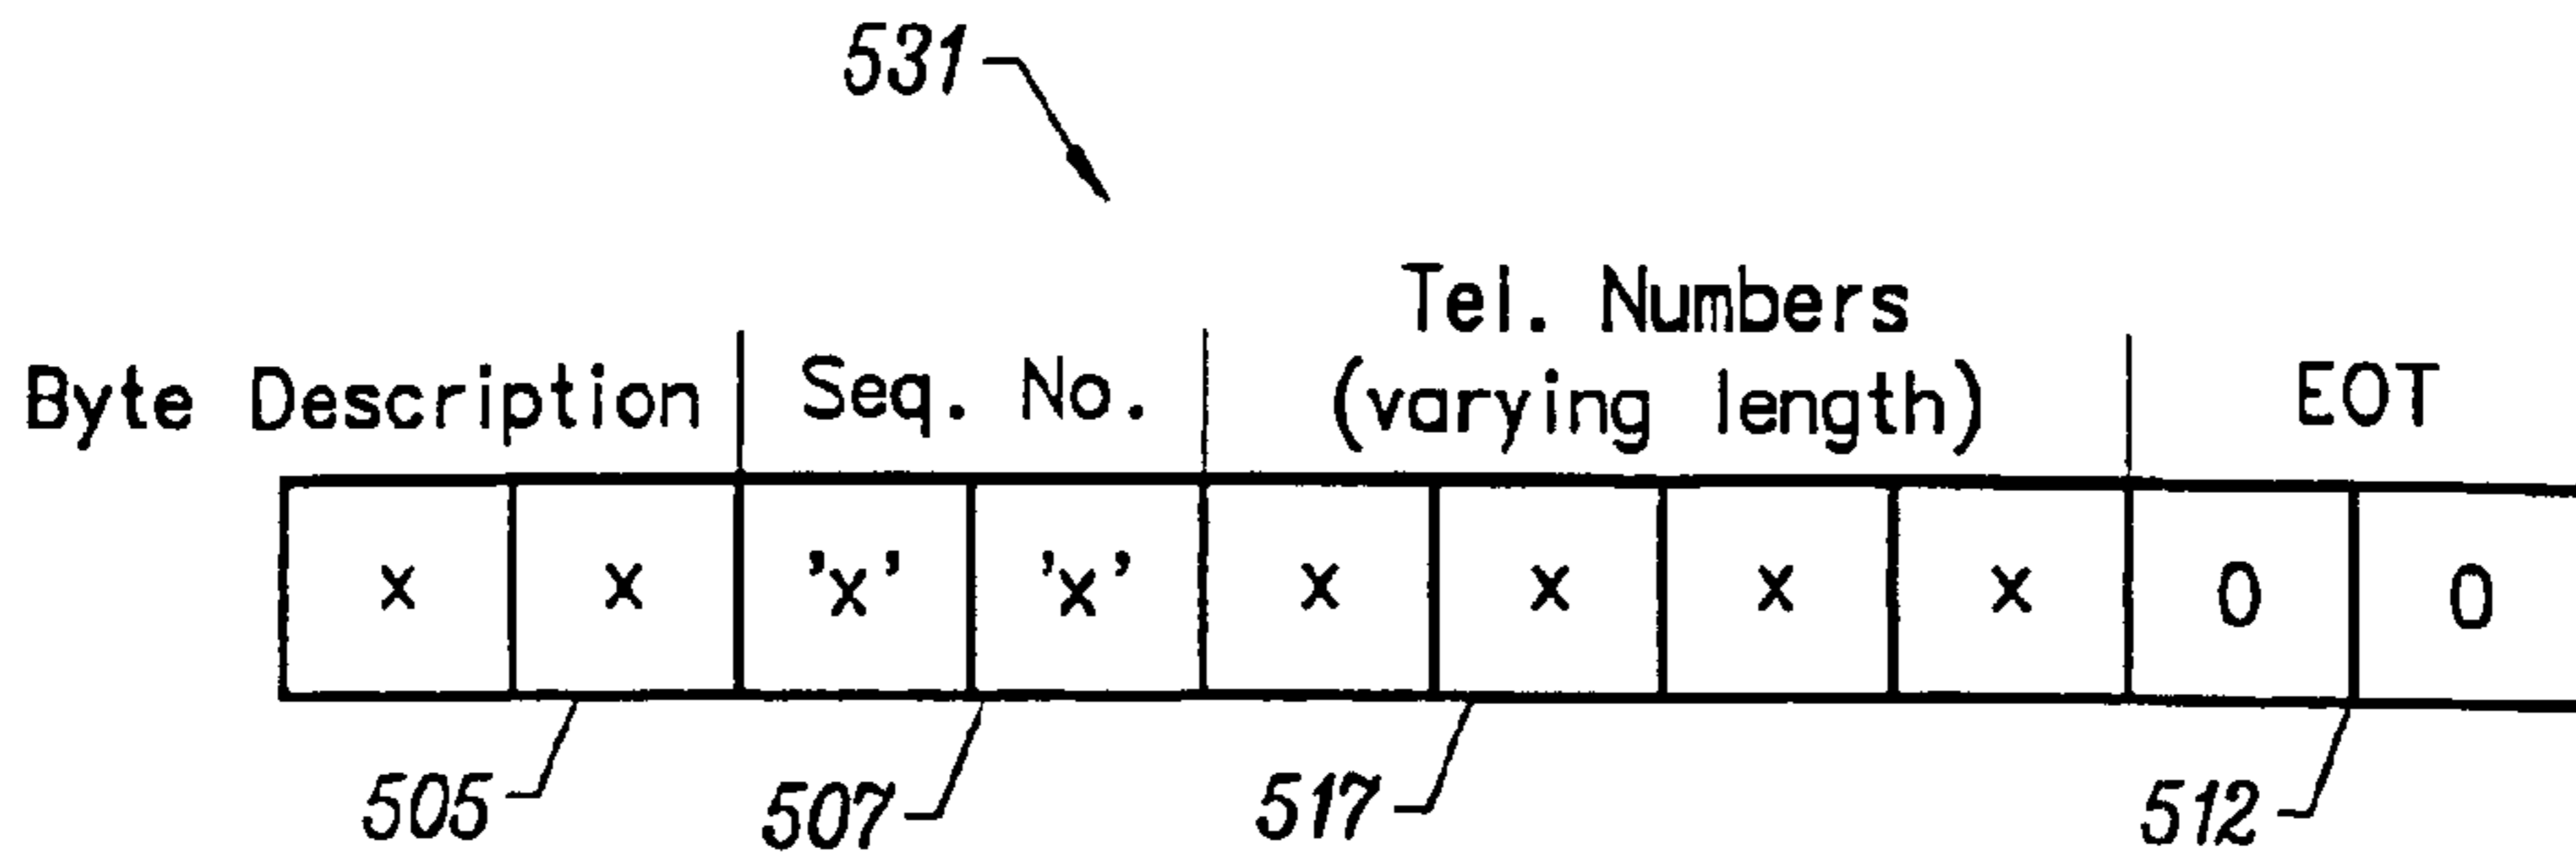 531
Tel. Numbers
Byte Description Seq. No. (varying length) EOT
x x 'x' 'x' x x x x 0 0
505 507 517 512